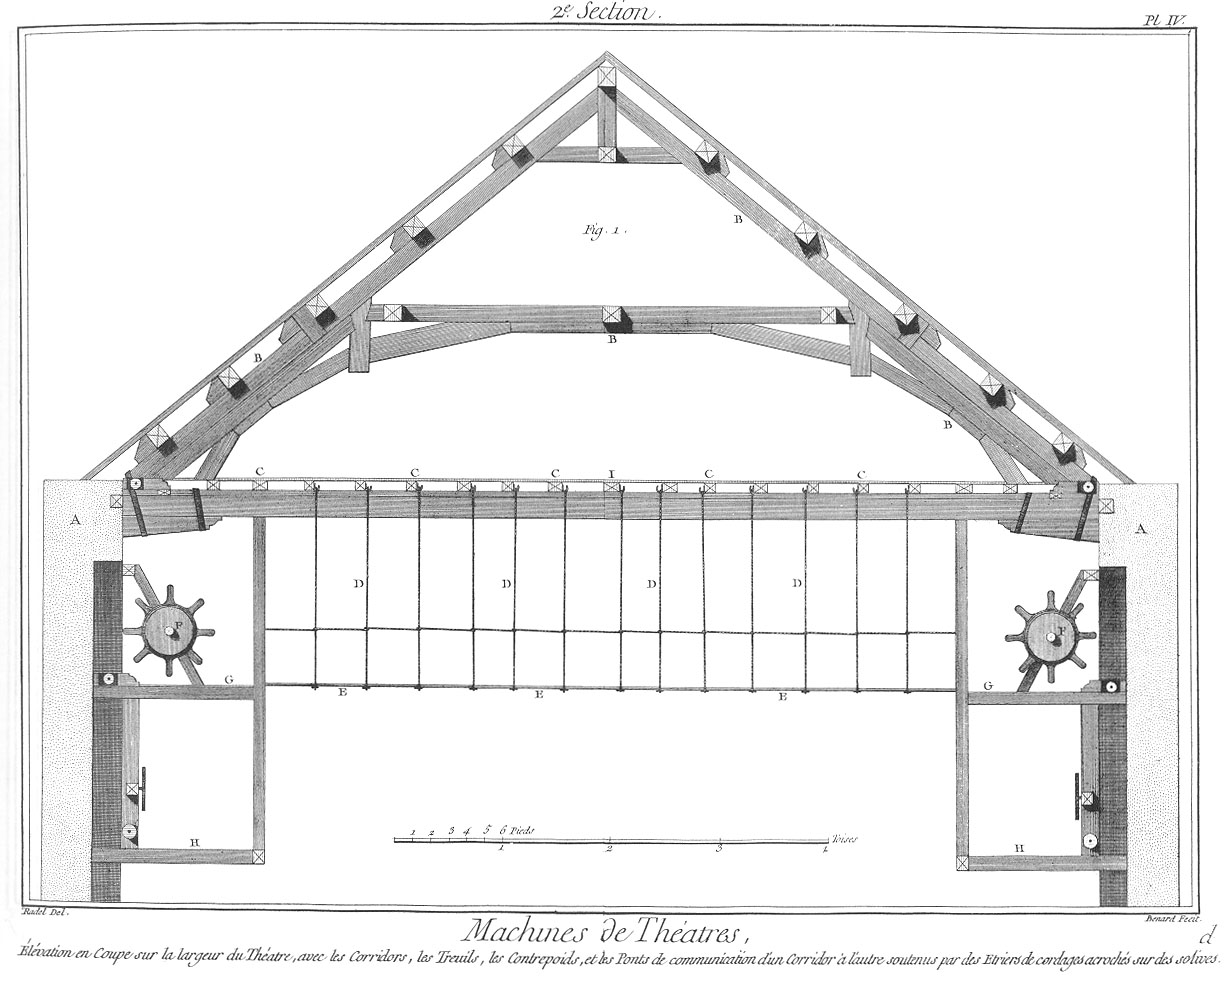 2e. Section.
Pl. IV.
B
Fig. 1.
B
B
B
C C C I C C
A
A
D D D D
F
F
G
G
E E E
1 2 3 4 5 6 Pieds
Toises
1 2 3 4
H
H
Radel Del.
Benard Fecit.
Machines de Théatres,
d
Élévation en Coupe sur la largeur du Théatre, avec les Corridors, les Treuils, les Contrepoids, et les Ponts de communication d'un Corridor à l'autre soutenus par des Etriers de cordages acrochés sur des solives.